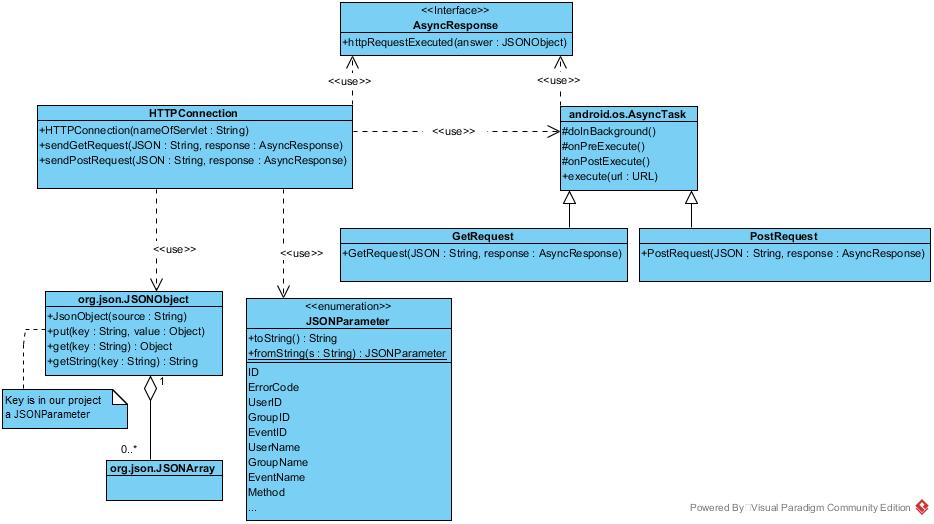 <<Interface>>
AsyncResponse
+httpRequestExecuted(answer : JSONObject)
<<use>>
<<use>>
HTTPConnection
+HTTPConnection(nameOfServlet : String)
+sendGetRequest(JSON : String, response : AsyncResponse)
+sendPostRequest(JSON : String, response : AsyncResponse)
<<use>>
android.os.AsyncTask
#doInBackground()
#onPreExecute()
#onPostExecute()
+execute(url : URL)
GetRequest
+GetRequest(JSON : String, response : AsyncResponse)
PostRequest
+PostRequest(JSON : String, response : AsyncResponse)
<<use>>
<<use>>
org.json.JSONObject
+JsonObject(source : String)
+put(key : String, value : Object)
+get(key : String) : Object
+getString(key : String) : String
1
Key is in our project
a JSONParameter
0..*
org.json.JSONArray
<<enumeration>>
JSONParameter
+toString() : String
+fromString(s : String) : JSONParameter
ID
ErrorCode
UserID
GroupID
EventID
UserName
GroupName
EventName
Method
...
Powered By Visual Paradigm Community Edition